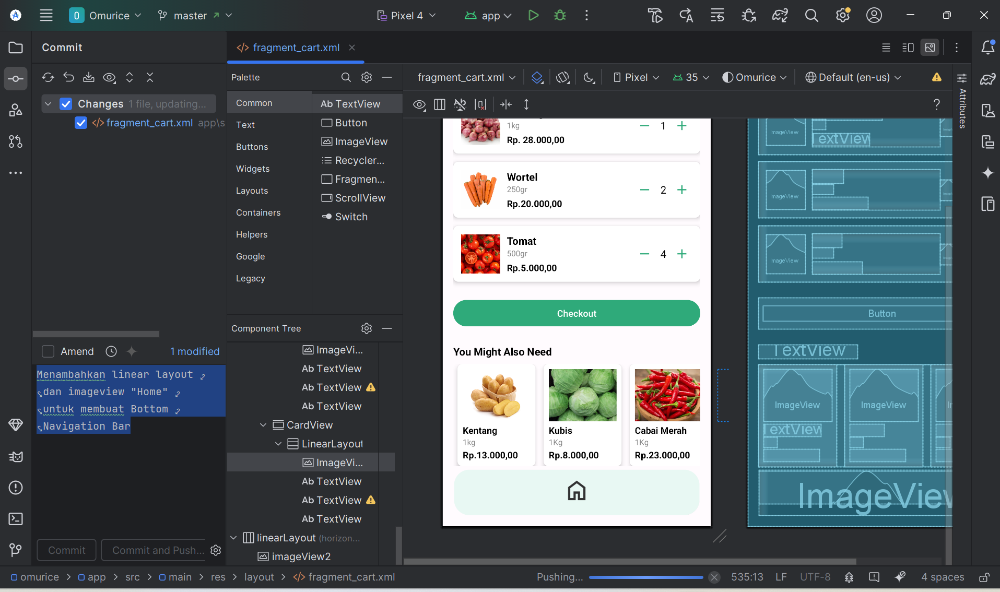 O Omurice master
Pixel 4
app
Commit
fragment_cart.xml
Changes 1 file, updating...
fragment_cart.xml app\s
Amend
1 modified
Menambahkan linear layout
dan imageview "Home"
untuk membuat Bottom
Navigation Bar
Commit
Commit and Push...
Palette
Common
Text
Buttons
Widgets
Layouts
Containers
Helpers
Google
Legacy
Ab TextView
Button
ImageView
Recycler...
Fragmen...
ScrollView
Switch
Component Tree
ImageVi...
Ab TextView
Ab TextView
Ab TextView
CardView
LinearLayout
ImageVi...
Ab TextView
Ab TextView
Ab TextView
linearLayout (horizon...
imageView2
fragment_cart.xml
Pixel
35
Omurice
Default (en-us)
?
Attributes
1kg
Rp. 28.000,00
1
Wortel
250gr
Rp.20.000,00
2
Tomat
500gr
Rp.5.000,00
4
Checkout
You Might Also Need
Kentang
1kg
Rp.13.000,00
Kubis
1Kg
Rp.8.000,00
Cabai Merah
1Kg
Rp.23.000,00
ImageView
TextView
ImageView
ImageView
Button
TextView
ImageView
ImageView
TextView
ImageView
omurice > app > src > main > res > layout > fragment_cart.xml
Pushing...
535:13
LF
UTF-8
4 spaces